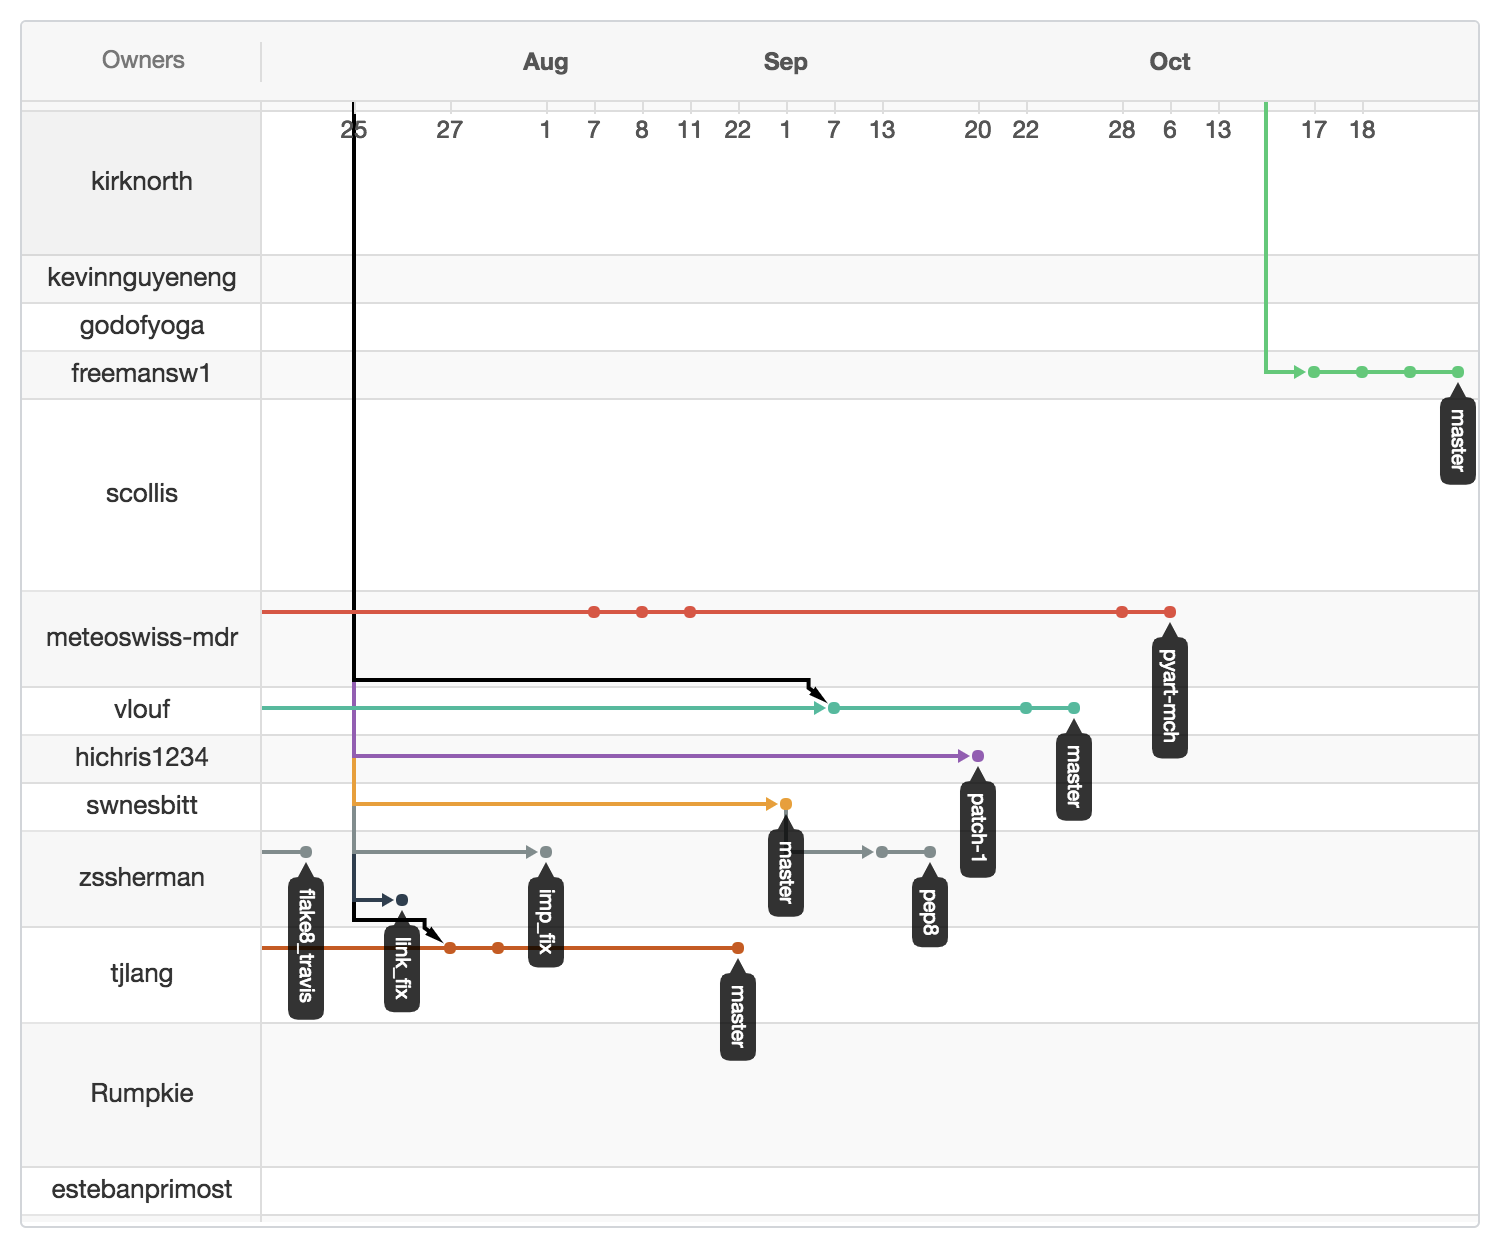 Owners
Aug Sep Oct
25 27 1 7 8 11 22 1 7 13 20 22 28 6 13 17 18
kirknorth
kevinnguyeneng
godofyoga
freemansw1
master
scollis
meteoswiss-mdr
pyart-mch
vlouf
master
hichris1234
patch-1
swnesbitt
master
zssherman
flake8_travis
imp_fix
pep8
link_fix
tjlang
master
Rumpkie
estebanprimost